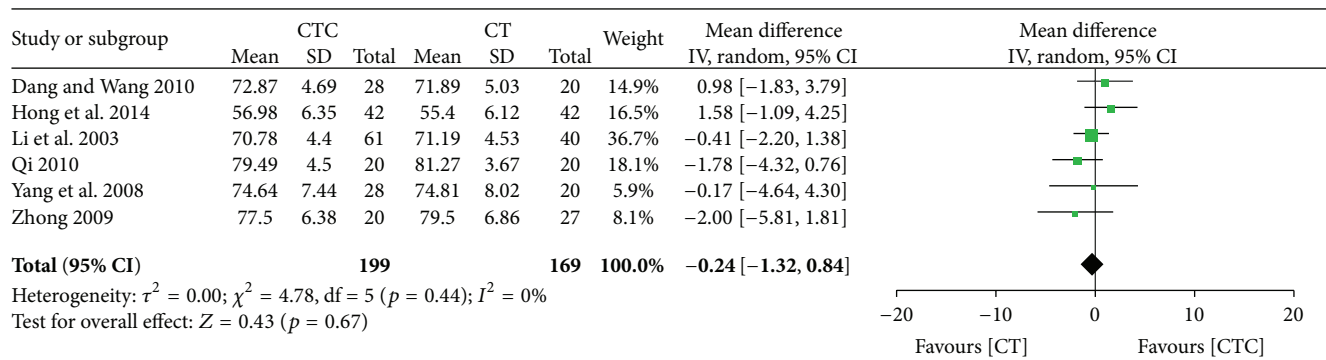 Study or subgroup CTC CT Weight Mean difference Mean difference
Mean SD Total Mean SD Total IV, random, 95% CI IV, random, 95% CI
Dang and Wang 2010 72.87 4.69 28 71.89 5.03 20 14.9% 0.98 [−1.83, 3.79]
Hong et al. 2014 56.98 6.35 42 55.4 6.12 42 16.5% 1.58 [−1.09, 4.25]
Li et al. 2003 70.78 4.4 61 71.19 4.53 40 36.7% −0.41 [−2.20, 1.38]
Qi 2010 79.49 4.5 20 81.27 3.67 20 18.1% −1.78 [−4.32, 0.76]
Yang et al. 2008 74.64 7.44 28 74.81 8.02 20 5.9% −0.17 [−4.64, 4.30]
Zhong 2009 77.5 6.38 20 79.5 6.86 27 8.1% −2.00 [−5.81, 1.81]
Total (95% CI) 199 169 100.0% −0.24 [−1.32, 0.84]
Heterogeneity: τ² = 0.00; χ² = 4.78, df = 5 (p = 0.44); I² = 0%
Test for overall effect: Z = 0.43 (p = 0.67)
−20 −10 0 10 20
Favours [CT] Favours [CTC]